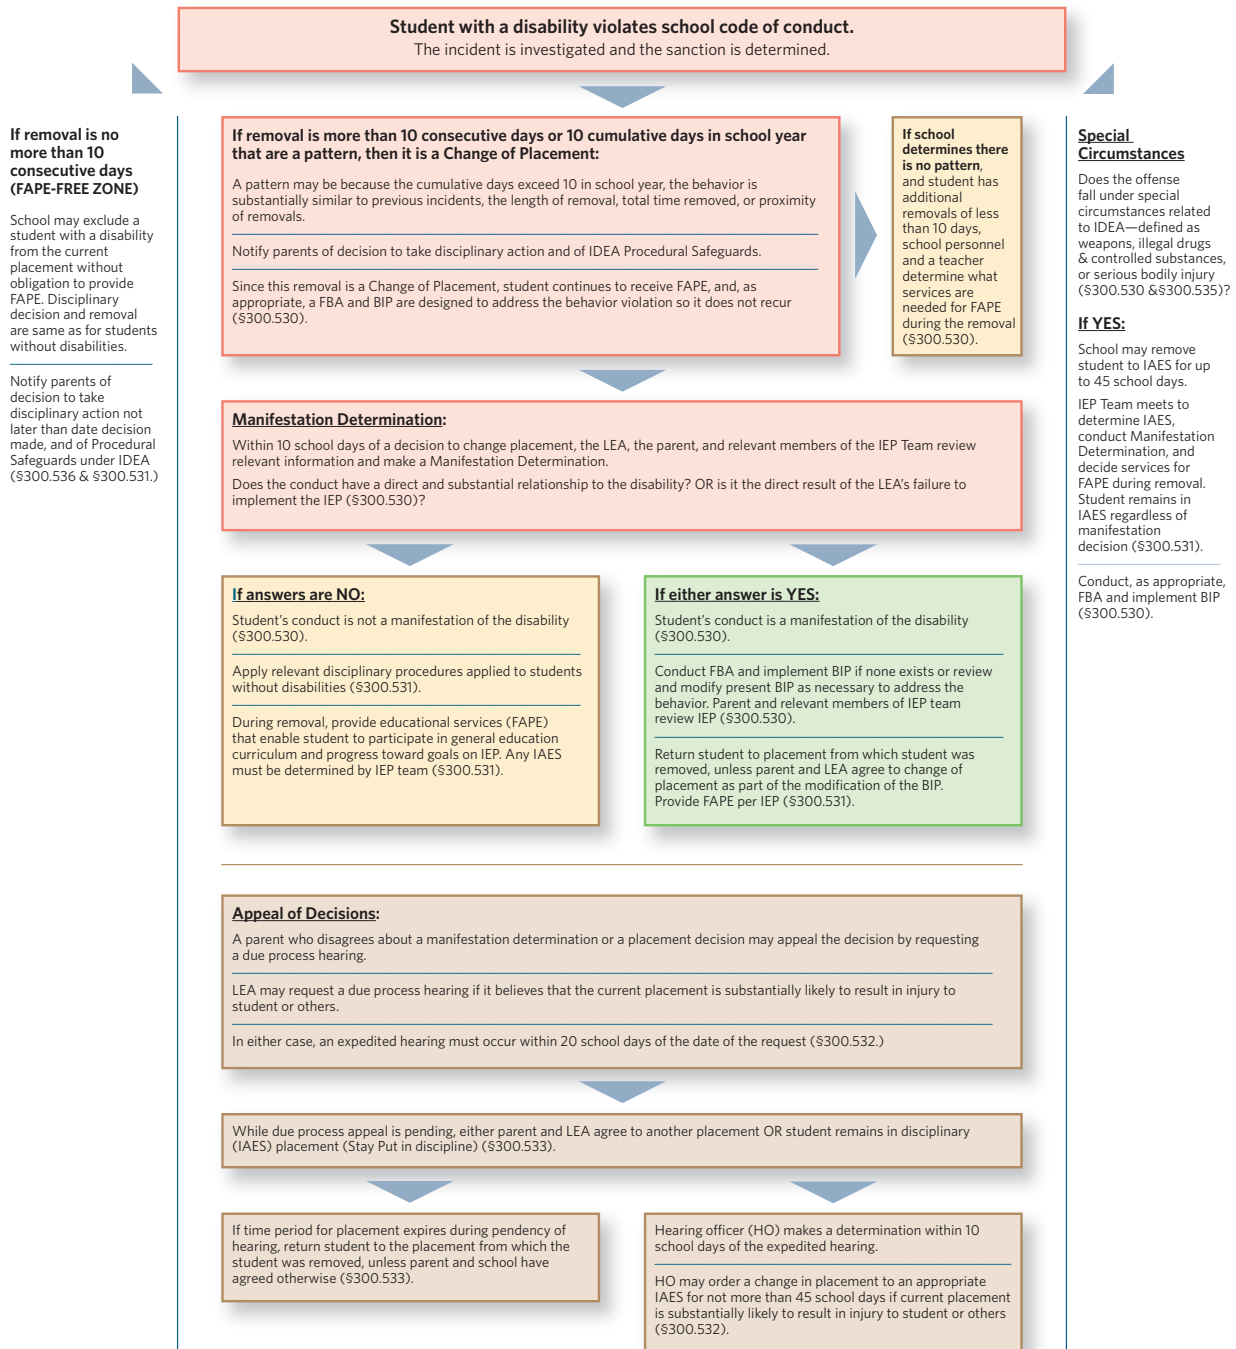 Student with a disability violates school code of conduct.
The incident is investigated and the sanction is determined.
If removal is no
more than 10
consecutive days
(FAPE-FREE ZONE)
School may exclude a
student with a disability
from the current
placement without
obligation to provide
FAPE. Disciplinary
decision and removal
are same as for students
without disabilities.
Notify parents of
decision to take
disciplinary action not
later than date decision
made, and of Procedural
Safeguards under IDEA
(§300.536 & §300.531.)
If removal is more than 10 consecutive days or 10 cumulative days in school year
that are a pattern, then it is a Change of Placement:
A pattern may be because the cumulative days exceed 10 in school year, the behavior is
substantially similar to previous incidents, the length of removal, total time removed, or proximity
of removals.
Notify parents of decision to take disciplinary action and of IDEA Procedural Safeguards.
Since this removal is a Change of Placement, student continues to receive FAPE, and, as
appropriate, a FBA and BIP are designed to address the behavior violation so it does not recur
(§300.530).
If school
determines there
is no pattern,
and student has
additional
removals of less
than 10 days,
school personnel
and a teacher
determine what
services are
needed for FAPE
during the removal
(§300.530).
Special
Circumstances
Does the offense
fall under special
circumstances related
to IDEA—defined as
weapons, illegal drugs
& controlled substances,
or serious bodily injury
(§300.530 &§300.535)?
If YES:
School may remove
student to IAES for up
to 45 school days.
IEP Team meets to
determine IAES,
conduct Manifestation
Determination, and
decide services for
FAPE during removal.
Student remains in
IAES regardless of
manifestation
decision (§300.531).
Conduct, as appropriate,
FBA and implement BIP
(§300.530).
Manifestation Determination:
Within 10 school days of a decision to change placement, the LEA, the parent, and relevant members of the IEP Team review
relevant information and make a Manifestation Determination.
Does the conduct have a direct and substantial relationship to the disability? OR is it the direct result of the LEA's failure to
implement the IEP (§300.530)?
If answers are NO:
Student's conduct is not a manifestation of the disability
(§300.530).
Apply relevant disciplinary procedures applied to students
without disabilities (§300.531).
During removal, provide educational services (FAPE)
that enable student to participate in general education
curriculum and progress toward goals on IEP. Any IAES
must be determined by IEP team (§300.531).
If either answer is YES:
Student's conduct is a manifestation of the disability
(§300.530).
Conduct FBA and implement BIP if none exists or review
and modify present BIP as necessary to address the
behavior. Parent and relevant members of IEP team
review IEP (§300.530).
Return student to placement from which student was
removed, unless parent and LEA agree to change of
placement as part of the modification of the BIP.
Provide FAPE per IEP (§300.531).
Appeal of Decisions:
A parent who disagrees about a manifestation determination or a placement decision may appeal the decision by requesting
a due process hearing.
LEA may request a due process hearing if it believes that the current placement is substantially likely to result in injury to
student or others.
In either case, an expedited hearing must occur within 20 school days of the date of the request (§300.532.)
While due process appeal is pending, either parent and LEA agree to another placement OR student remains in disciplinary
(IAES) placement (Stay Put in discipline) (§300.533).
If time period for placement expires during pendency of
hearing, return student to the placement from which the
student was removed, unless parent and school have
agreed otherwise (§300.533).
Hearing officer (HO) makes a determination within 10
school days of the expedited hearing.
HO may order a change in placement to an appropriate
IAES for not more than 45 school days if current placement
is substantially likely to result in injury to student or others
(§300.532).